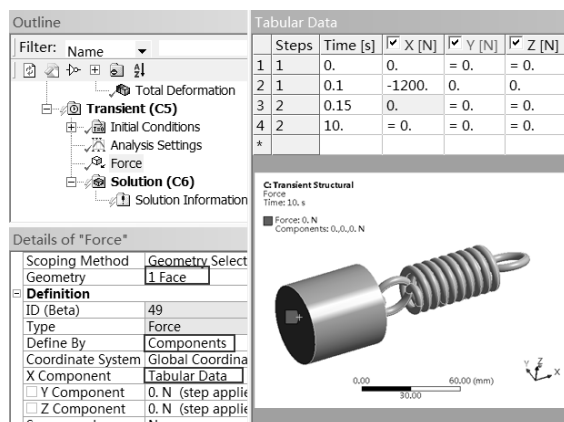 Outline
Filter: Name
Total Deformation
Transient (C5)
Initial Conditions
Analysis Settings
Force
Solution (C6)
Solution Information
Details of "Force"
Scoping Method Geometry Select
Geometry 1 Face
Definition
ID (Beta) 49
Type Force
Define By Components
Coordinate System Global Coordina
X Component Tabular Data
Y Component 0. N (step applie
Z Component 0. N (step applie
Tabular Data
Steps Time [s] X [N] Y [N] Z [N]
1 1 0. 0. = 0. = 0.
2 1 0.1 -1200. 0. 0.
3 2 0.15 0. = 0. = 0.
4 2 10. = 0. = 0. = 0.
*
C: Transient Structural
Force
Time: 10. s
Force: 0. N
Components: 0.,0.,0. N
0.00 60.00 (mm)
30.00
Y Z X